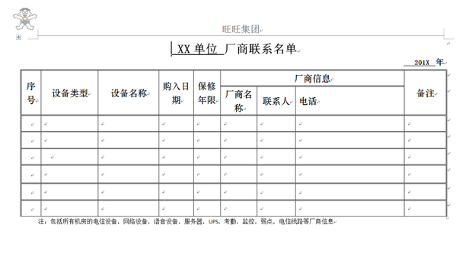 旺旺集团
XX 单位 厂商联系名单
201X 年
序号 设备类型 设备名称 购入日期 保修年限 厂商信息 备注
厂商名称 联系人 电话
注：包括所有机房的电信设备、网络设备、语音设备、服务器、UPS、考勤、监控、弱点、电信线路等厂商信息